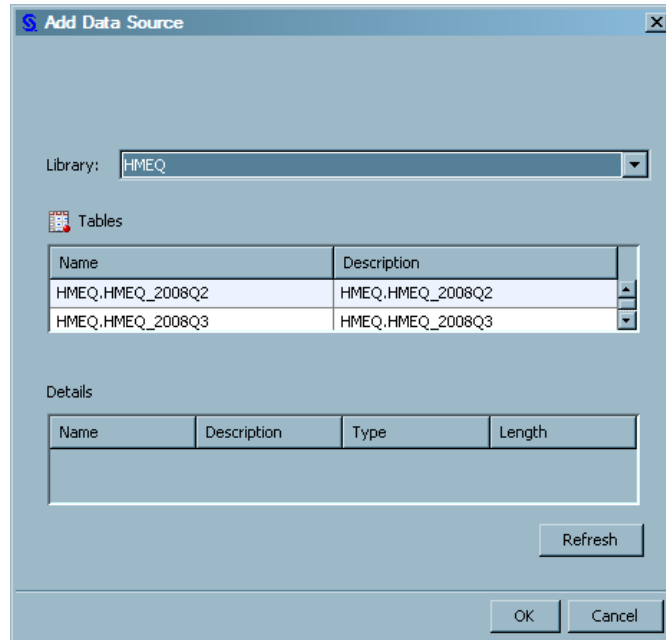 Add Data Source
Library: HMEQ
Tables
Name Description
HMEQ.HMEQ_2008Q2 HMEQ.HMEQ_2008Q2
HMEQ.HMEQ_2008Q3 HMEQ.HMEQ_2008Q3
Details
Name Description Type Length
Refresh
OK Cancel